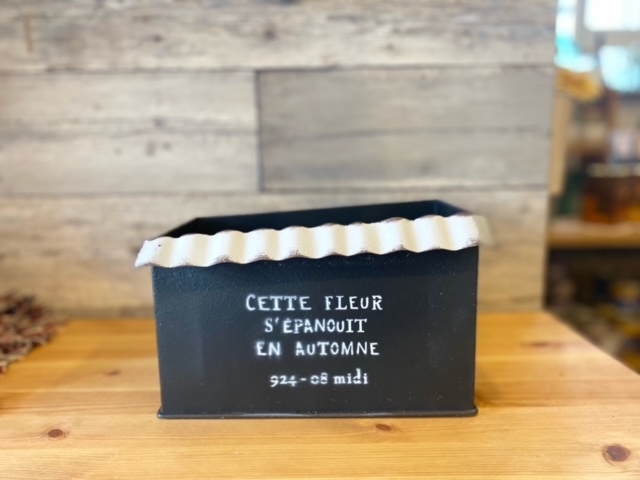 CETTE FLEUR
S'ÉPANOUIT
EN AUTOMNE
924-08 midi